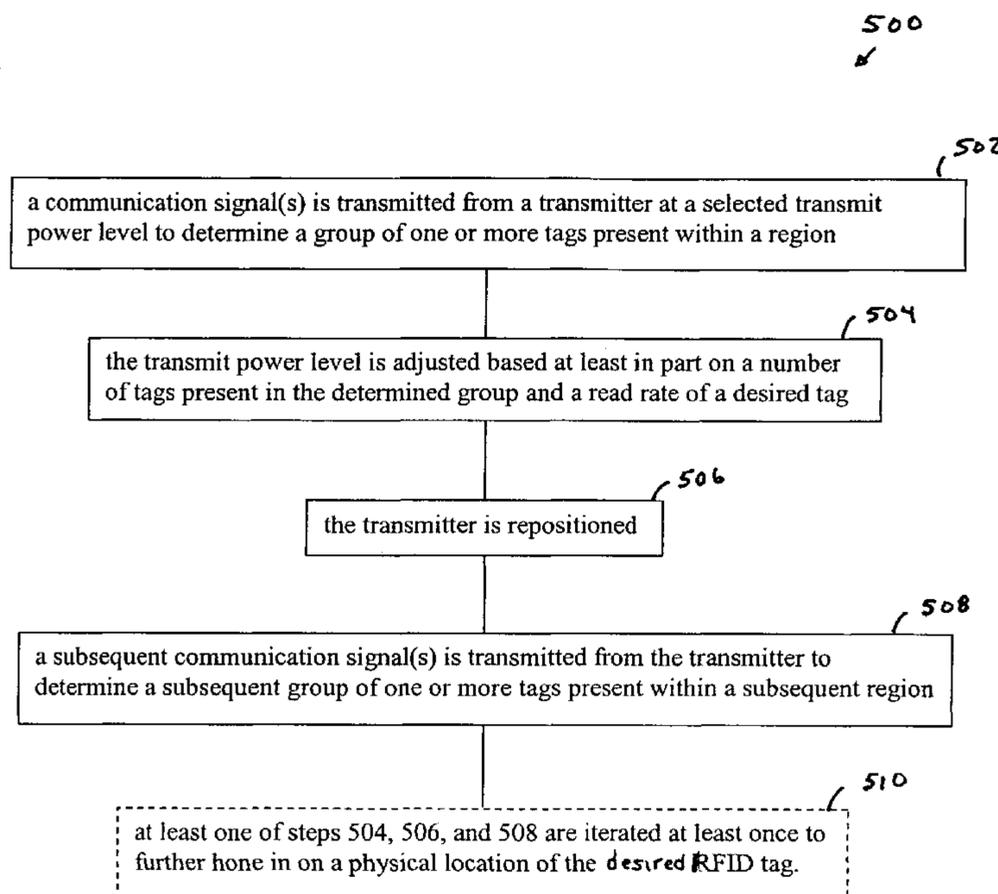 500
502
a communication signal(s) is transmitted from a transmitter at a selected transmit
power level to determine a group of one or more tags present within a region
504
the transmit power level is adjusted based at least in part on a number
of tags present in the determined group and a read rate of a desired tag
506
the transmitter is repositioned
508
a subsequent communication signal(s) is transmitted from the transmitter to
determine a subsequent group of one or more tags present within a subsequent region
510
at least one of steps 504, 506, and 508 are iterated at least once to
further hone in on a physical location of the desired RFID tag.